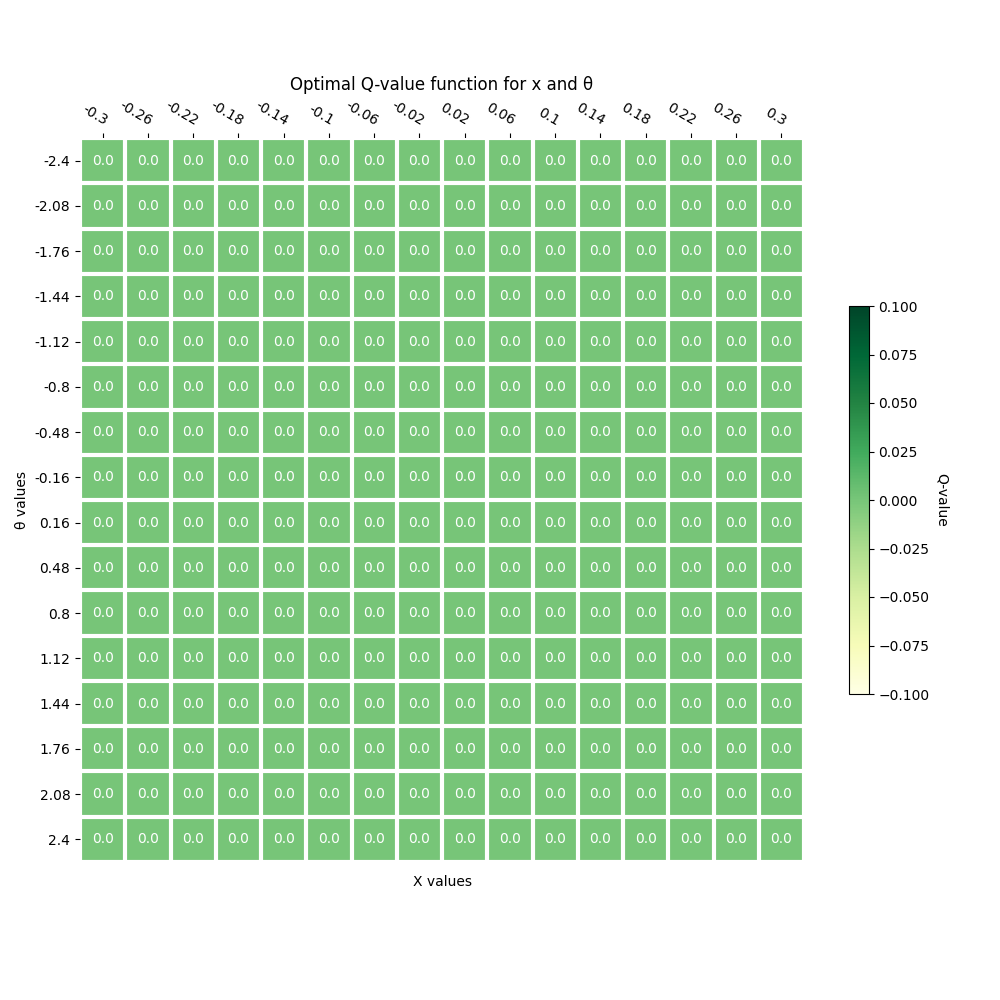 Optimal Q-value function for x and θ
-0.3 -0.26 -0.22 -0.18 -0.14 -0.1 -0.06 -0.02 0.02 0.06 0.1 0.14 0.18 0.22 0.26 0.3
-2.4 0.0 0.0 0.0 0.0 0.0 0.0 0.0 0.0 0.0 0.0 0.0 0.0 0.0 0.0 0.0 0.0
-2.08 0.0 0.0 0.0 0.0 0.0 0.0 0.0 0.0 0.0 0.0 0.0 0.0 0.0 0.0 0.0 0.0
-1.76 0.0 0.0 0.0 0.0 0.0 0.0 0.0 0.0 0.0 0.0 0.0 0.0 0.0 0.0 0.0 0.0
-1.44 0.0 0.0 0.0 0.0 0.0 0.0 0.0 0.0 0.0 0.0 0.0 0.0 0.0 0.0 0.0 0.0
-1.12 0.0 0.0 0.0 0.0 0.0 0.0 0.0 0.0 0.0 0.0 0.0 0.0 0.0 0.0 0.0 0.0
-0.8 0.0 0.0 0.0 0.0 0.0 0.0 0.0 0.0 0.0 0.0 0.0 0.0 0.0 0.0 0.0 0.0
-0.48 0.0 0.0 0.0 0.0 0.0 0.0 0.0 0.0 0.0 0.0 0.0 0.0 0.0 0.0 0.0 0.0
-0.16 0.0 0.0 0.0 0.0 0.0 0.0 0.0 0.0 0.0 0.0 0.0 0.0 0.0 0.0 0.0 0.0
0.16 0.0 0.0 0.0 0.0 0.0 0.0 0.0 0.0 0.0 0.0 0.0 0.0 0.0 0.0 0.0 0.0
0.48 0.0 0.0 0.0 0.0 0.0 0.0 0.0 0.0 0.0 0.0 0.0 0.0 0.0 0.0 0.0 0.0
0.8 0.0 0.0 0.0 0.0 0.0 0.0 0.0 0.0 0.0 0.0 0.0 0.0 0.0 0.0 0.0 0.0
1.12 0.0 0.0 0.0 0.0 0.0 0.0 0.0 0.0 0.0 0.0 0.0 0.0 0.0 0.0 0.0 0.0
1.44 0.0 0.0 0.0 0.0 0.0 0.0 0.0 0.0 0.0 0.0 0.0 0.0 0.0 0.0 0.0 0.0
1.76 0.0 0.0 0.0 0.0 0.0 0.0 0.0 0.0 0.0 0.0 0.0 0.0 0.0 0.0 0.0 0.0
2.08 0.0 0.0 0.0 0.0 0.0 0.0 0.0 0.0 0.0 0.0 0.0 0.0 0.0 0.0 0.0 0.0
2.4 0.0 0.0 0.0 0.0 0.0 0.0 0.0 0.0 0.0 0.0 0.0 0.0 0.0 0.0 0.0 0.0
θ values
X values
0.100
0.075
0.050
0.025
0.000
−0.025
−0.050
−0.075
−0.100
Q-value